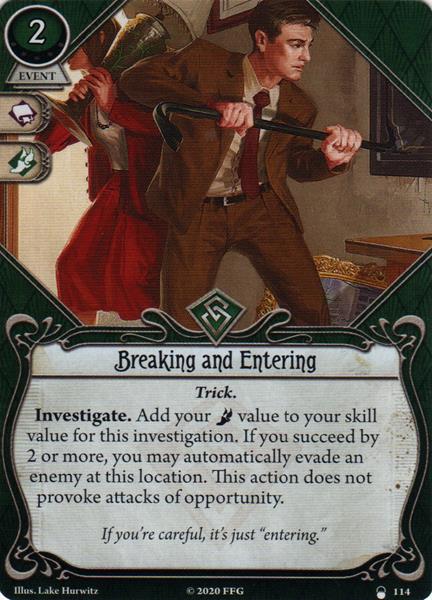 2
EVENT
Breaking and Entering
Trick.
Investigate. Add your value to your skill
value for this investigation. If you succeed by
2 or more, you may automatically evade an
enemy at this location. This action does not
provoke attacks of opportunity.
If you're careful, it's just "entering."
Illus. Lake Hurwitz
© 2020 FFG
114